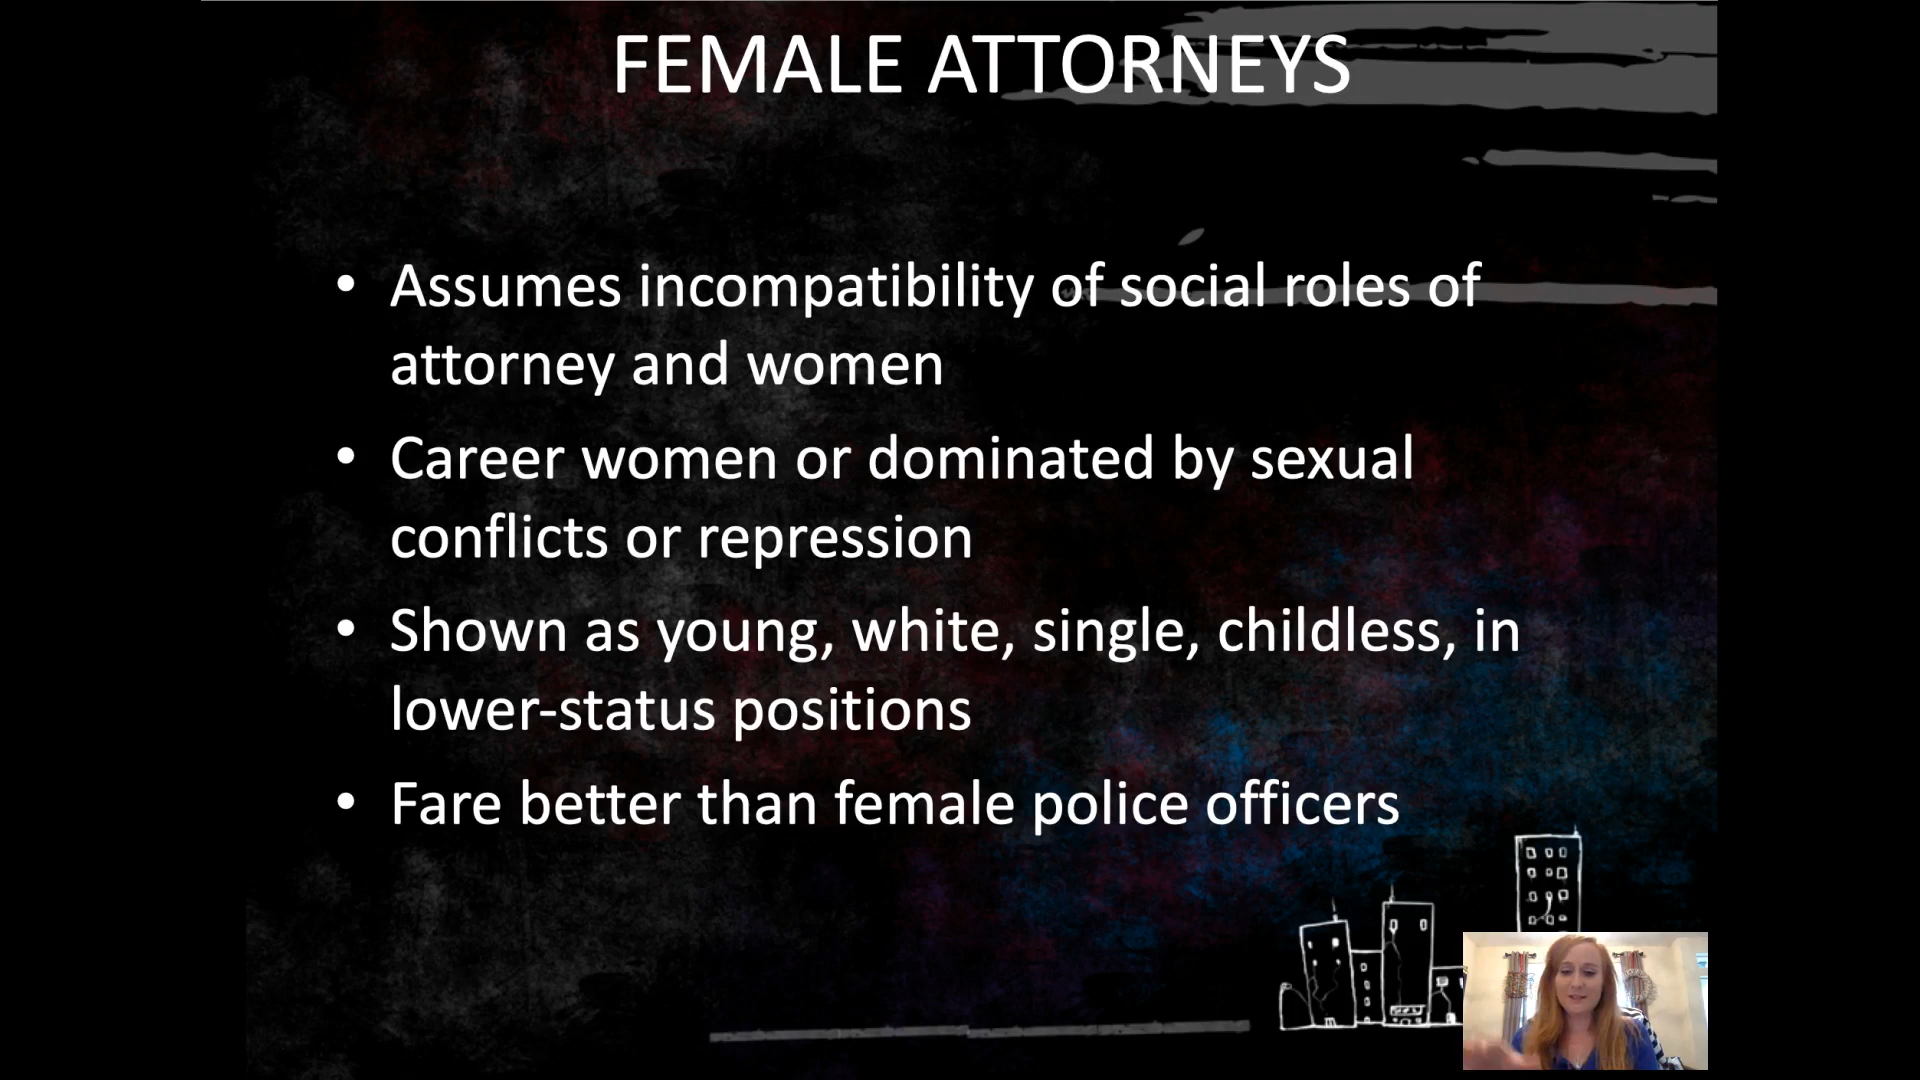 FEMALE ATTORNEYS
• Assumes incompatibility of social roles of
attorney and women
• Career women or dominated by sexual
conflicts or repression
• Shown as young, white, single, childless, in
lower-status positions
• Fare better than female police officers